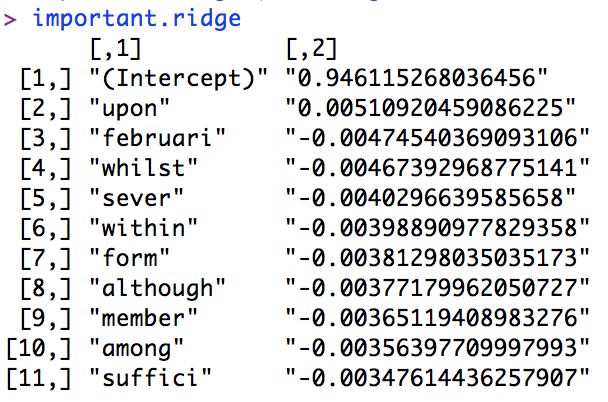 > important.ridge
[,1] [,2]
[1,] "(Intercept)" "0.946115268036456"
[2,] "upon" "0.00510920459086225"
[3,] "februari" "-0.00474540369093106"
[4,] "whilst" "-0.00467392968775141"
[5,] "sever" "-0.0040296639585658"
[6,] "within" "-0.00398890977829358"
[7,] "form" "-0.00381298035035173"
[8,] "although" "-0.00377179962050727"
[9,] "member" "-0.00365119408983276"
[10,] "among" "-0.00356397709997993"
[11,] "suffici" "-0.00347614436257907"